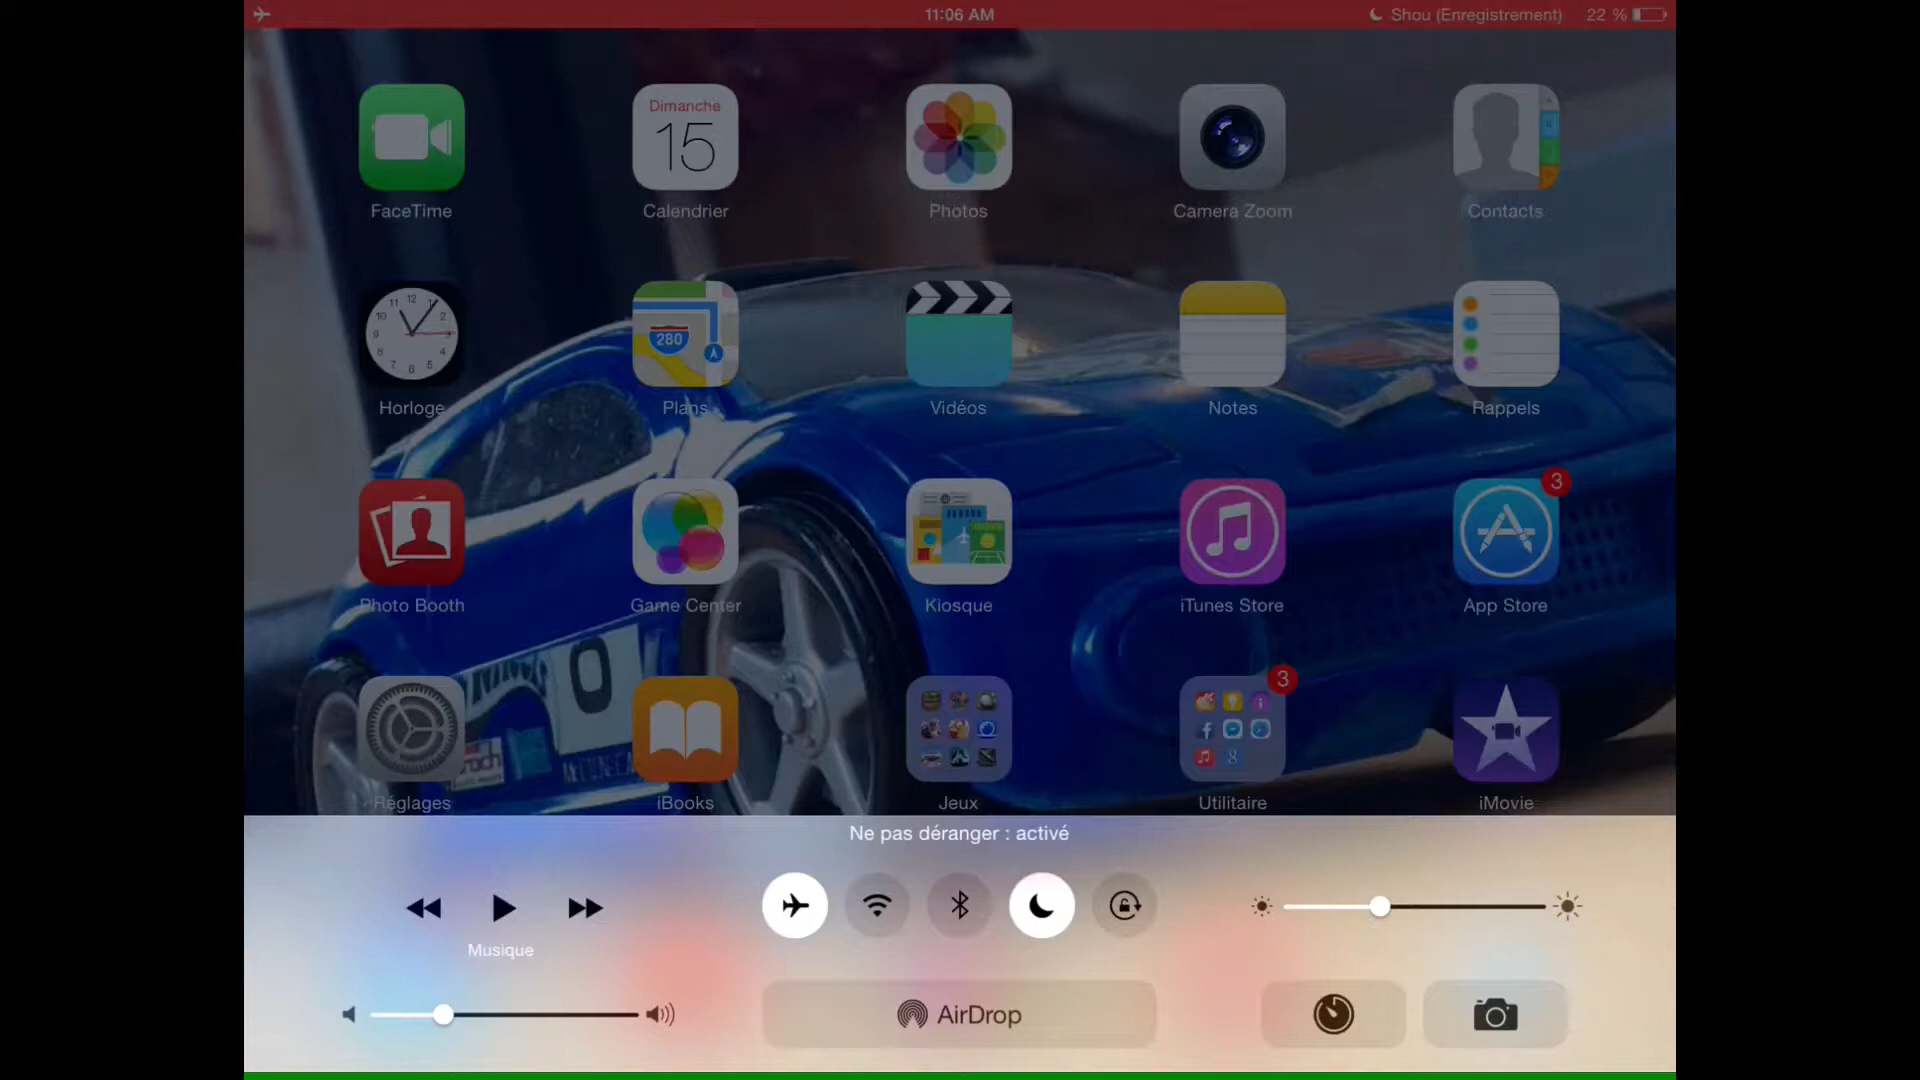 11:06 AM
Shou (Enregistrement) 22 %
Dimanche
15
FaceTime
Calendrier
Photos
Camera Zoom
Contacts
280
Horloge
Plans
Vidéos
Notes
Rappels
3
Photo Booth
Game Center
Kiosque
iTunes Store
App Store
0
3
Réglages
iBooks
Jeux
Utilitaire
iMovie
Ne pas déranger : activé
Musique
AirDrop